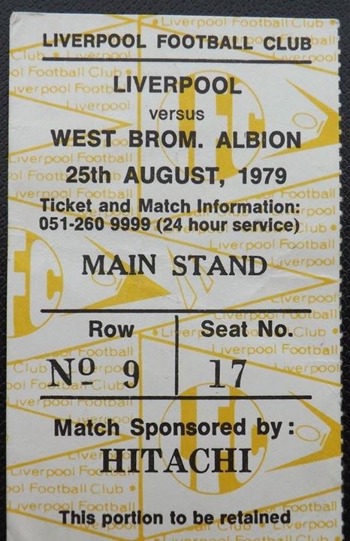 LIVERPOOL FOOTBALL CLUB
LIVERPOOL
versus
WEST BROM. ALBION
25th AUGUST, 1979
Ticket and Match Information:
051-260 9999 (24 hour service)
MAIN STAND
Row Seat No.
Nº 9 17
Match Sponsored by:
HITACHI
This portion to be retained